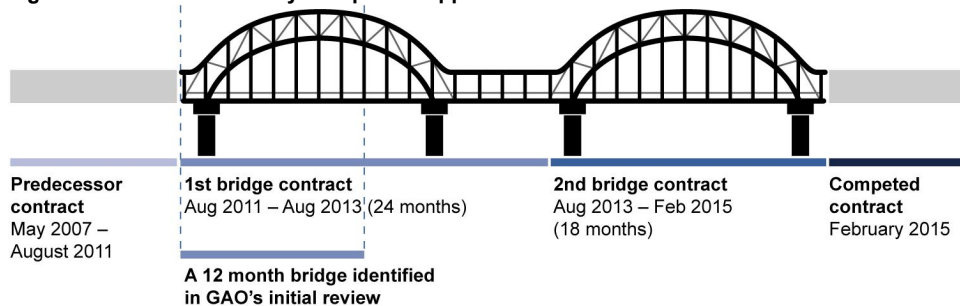 Predecessor
contract
May 2007 –
August 2011
1st bridge contract
Aug 2011 – Aug 2013 (24 months)
A 12 month bridge identified
in GAO’s initial review
2nd bridge contract
Aug 2013 – Feb 2015
(18 months)
Competed
contract
February 2015